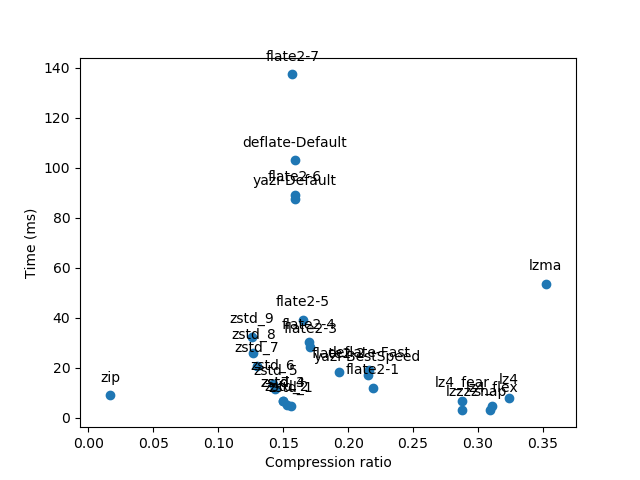 flate2-7
140
120
deflate-Default
100
flate2-6
yazi-Default
80
Time (ms)
60
lzma
flate2-5
40
zstd_9
flate2-4
flate2-3
zstd_8
zstd_7
flate2-2
deflate-Fast
yazi-BestSpeed
zstd_6
zstd_5
flate2-1
20
zip
lz4_fear
lz4
lz4_flex
lzzzz
snap
0
0.00 0.05 0.10 0.15 0.20 0.25 0.30 0.35
Compression ratio